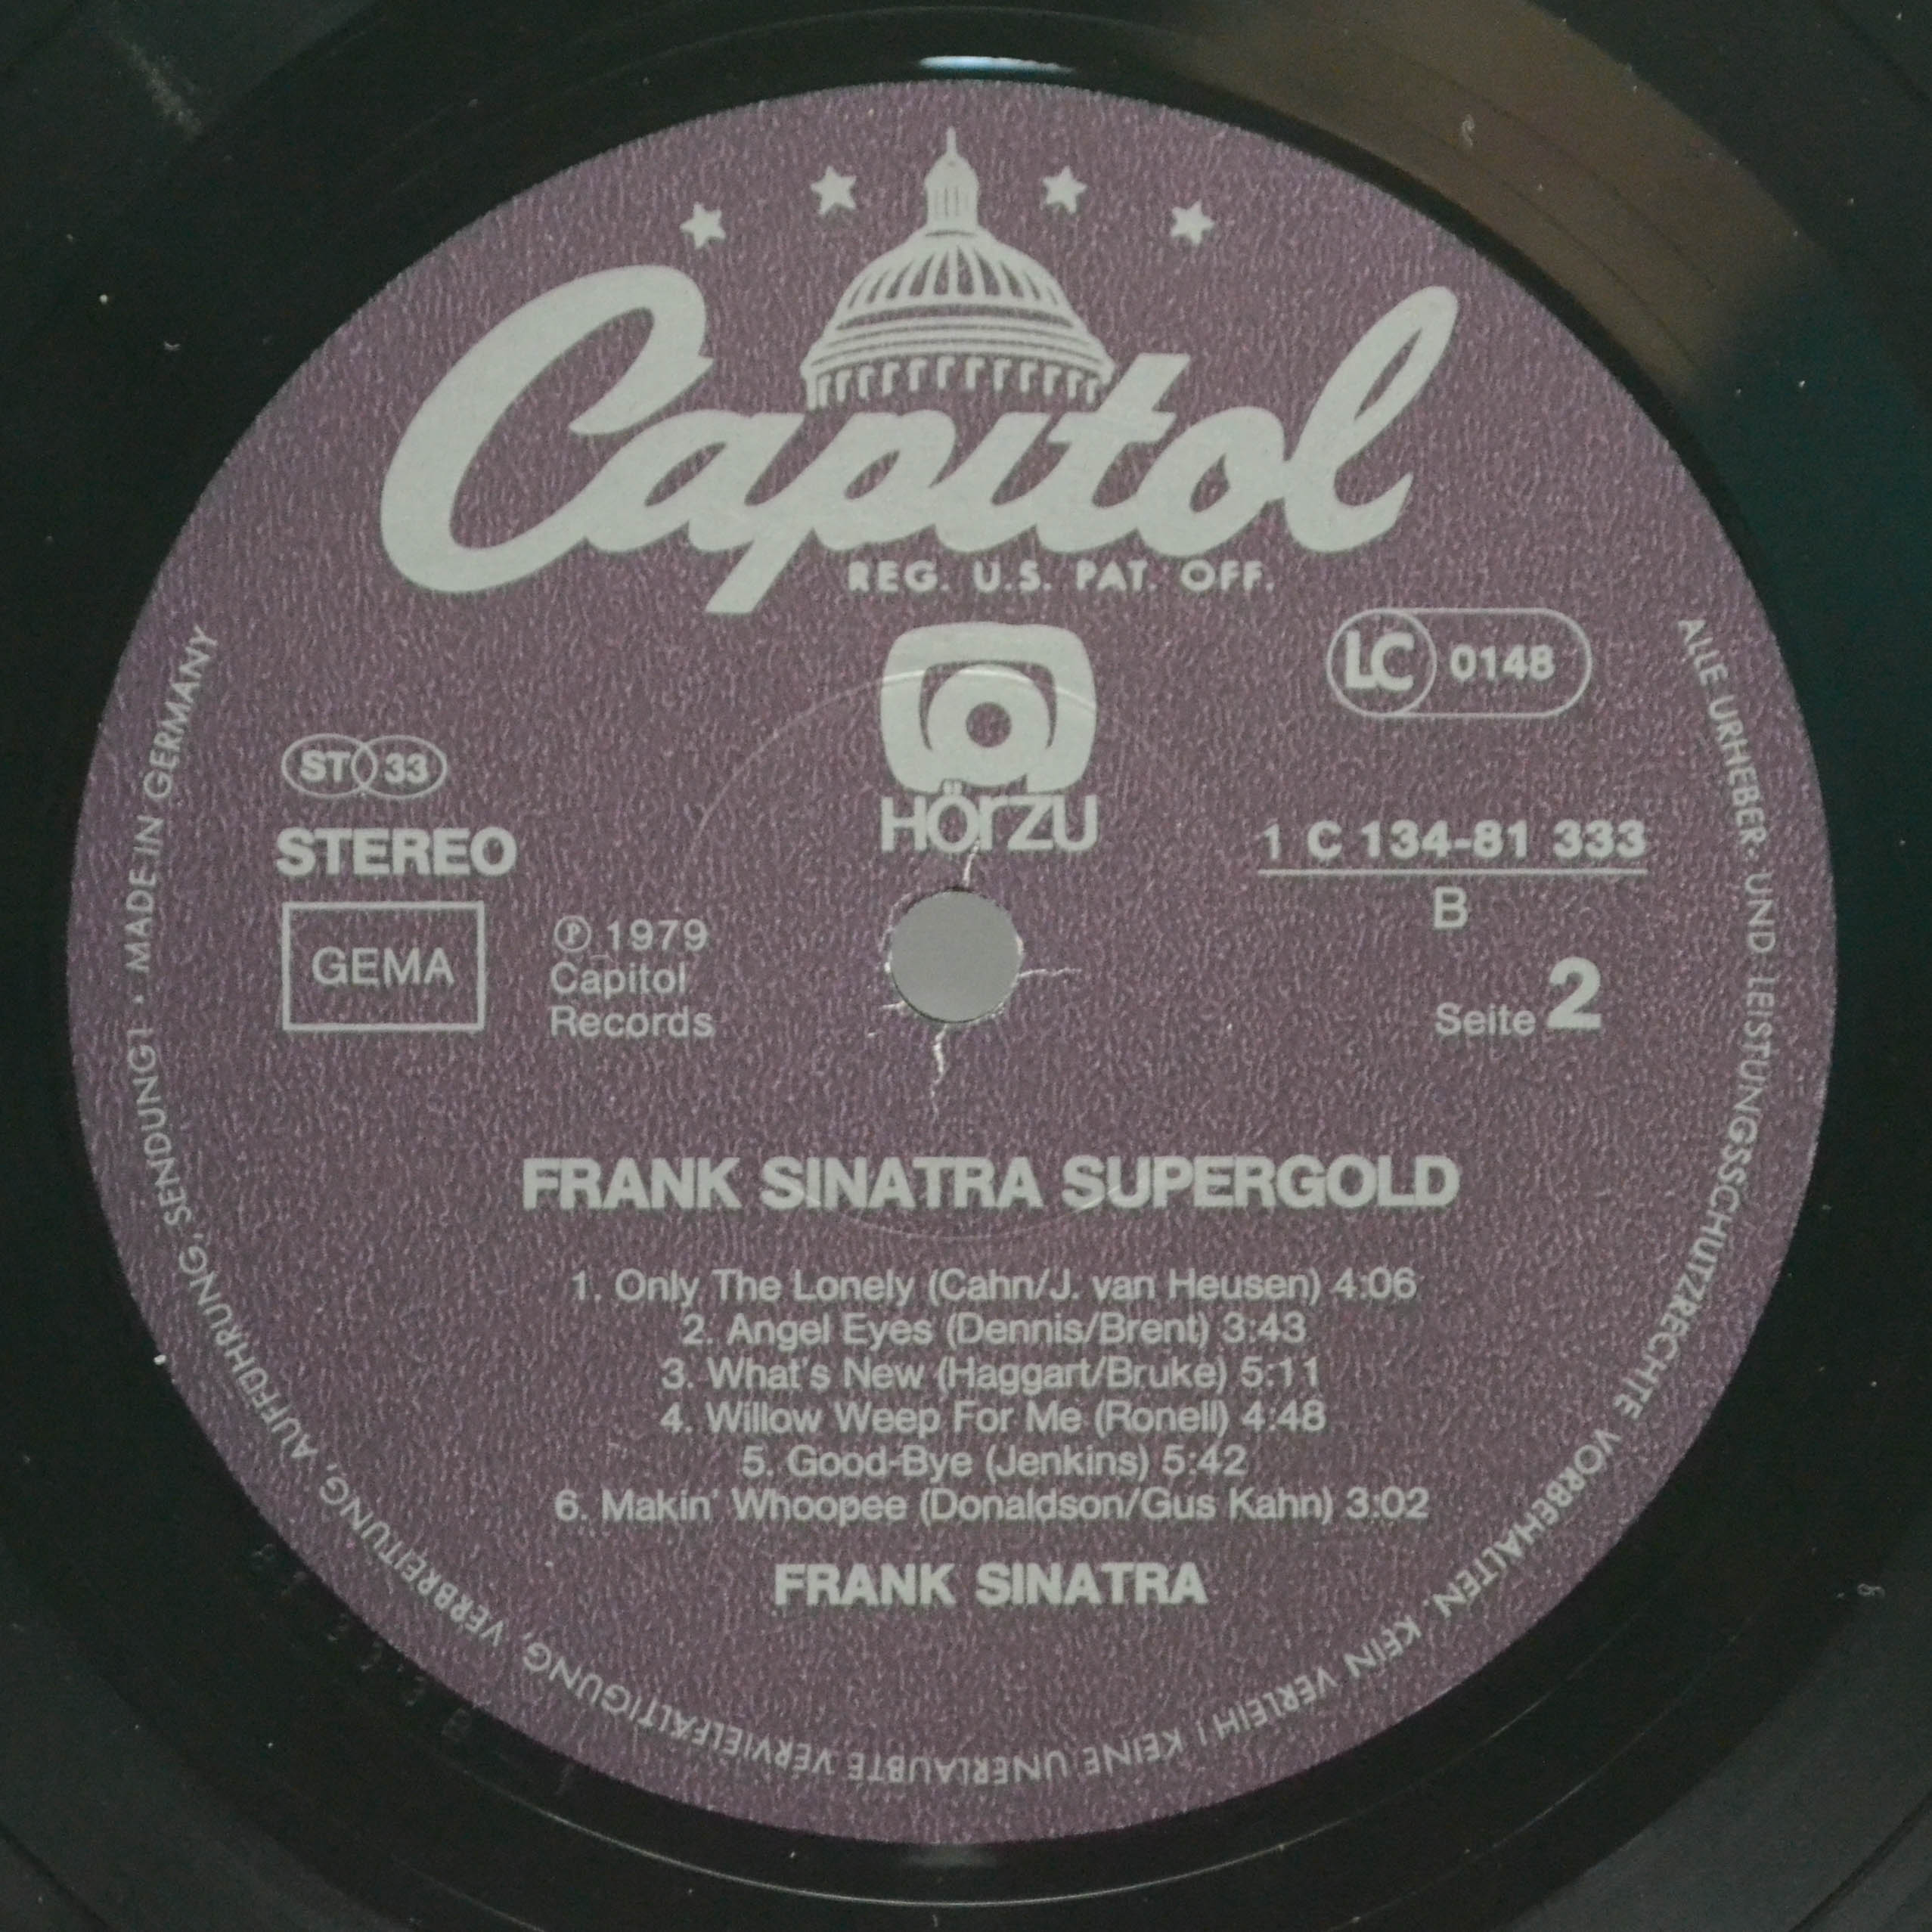 Capitol
REG. U.S. PAT. OFF.
HÖrZU
LC 0148
ST 33
STEREO
GEMA
Ⓟ 1979
Capitol
Records
1 C 134-81 333
B
Seite 2
FRANK SINATRA SUPERGOLD
1. Only The Lonely (Cahn/J. van Heusen) 4:06
2. Angel Eyes (Dennis/Brent) 3:43
3. What's New (Haggart/Bruke) 5:11
4. Willow Weep For Me (Ronell) 4:48
5. Good-Bye (Jenkins) 5:42
6. Makin' Whoopee (Donaldson/Gus Kahn) 3:02
FRANK SINATRA
ALLE URHEBER- UND LEISTUNGSSCHUTZRECHTE VORBEHALTEN. KEIN VERLEIH! KEINE UNERLAUBTE VERVIELFÄLTIGUNG, VERBREITUNG, AUFFÜHRUNG, SENDUNG! • MADE IN GERMANY